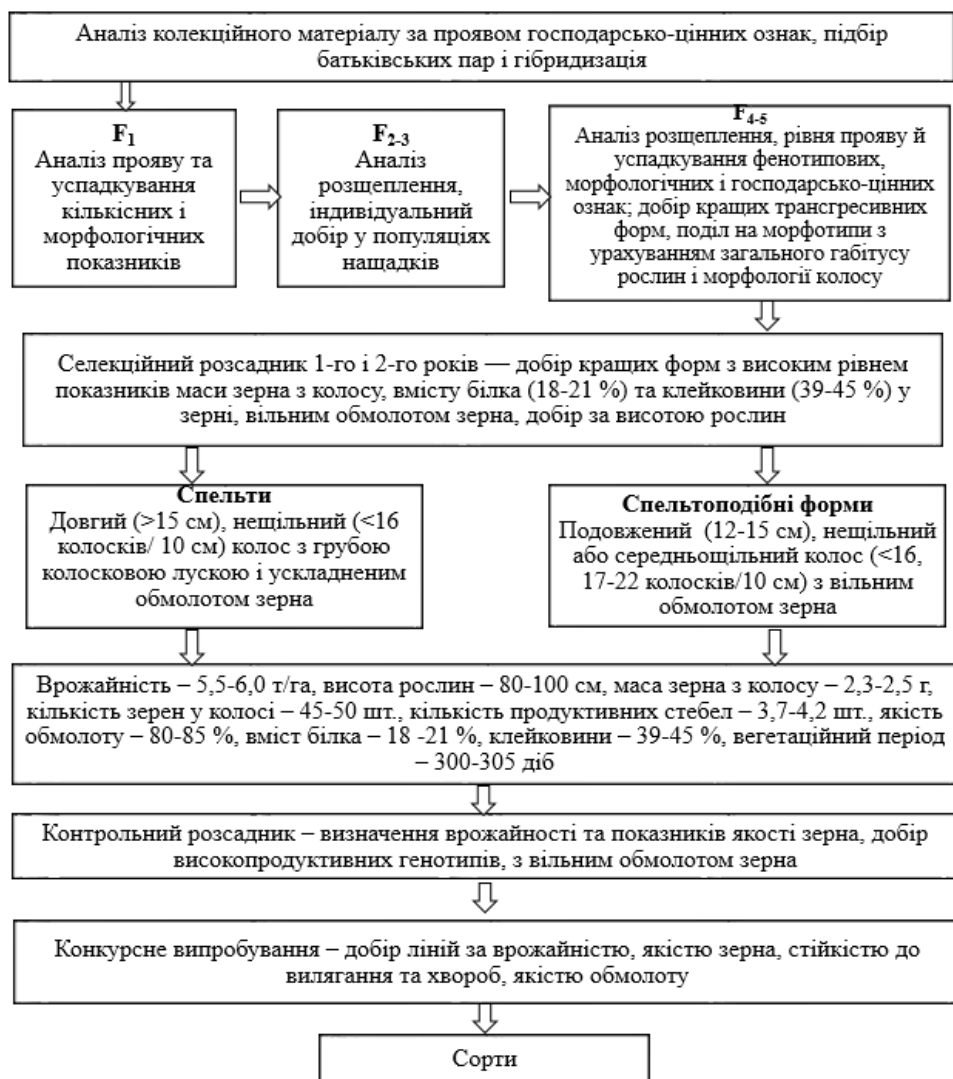 Аналіз колекційного матеріалу за проявом господарсько-цінних ознак, підбір
батьківських пар і гібридизація
F1
Аналіз прояву та
успадкування
кількісних і
морфологічних
показників
F2-3
Аналіз
розщеплення,
індивідуальний
добір у популяціях
нащадків
F4-5
Аналіз розщеплення, рівня прояву й
успадкування фенотипових,
морфологічних і господарсько-цінних
ознак; добір кращих трансгресивних
форм, поділ на морфотипи з
урахуванням загального габітусу
рослин і морфології колосу
Селекційний розсадник 1-го і 2-го років — добір кращих форм з високим рівнем
показників маси зерна з колосу, вмісту білка (18-21 %) та клейковини (39-45 %) у
зерні, вільним обмолотом зерна, добір за висотою рослин
Спельти
Довгий (>15 см), нещільний (<16
колосків/ 10 см) колос з грубою
колосковою лускою і ускладненим
обмолотом зерна
Спельтоподібні форми
Подовжений (12-15 см), нещільний
або середньощільний колос (<16,
17-22 колосків/10 см) з вільним
обмолотом зерна
Врожайність – 5,5-6,0 т/га, висота рослин – 80-100 см, маса зерна з колосу – 2,3-2,5 г,
кількість зерен у колосі – 45-50 шт., кількість продуктивних стебел – 3,7-4,2 шт., якість
обмолоту – 80-85 %, вміст білка – 18 -21 %, клейковини – 39-45 %, вегетаційний період
– 300-305 діб
Контрольний розсадник – визначення врожайності та показників якості зерна, добір
високопродуктивних генотипів, з вільним обмолотом зерна
Конкурсне випробування – добір ліній за врожайністю, якістю зерна, стійкістю до
вилягання та хвороб, якістю обмолоту
Сорти